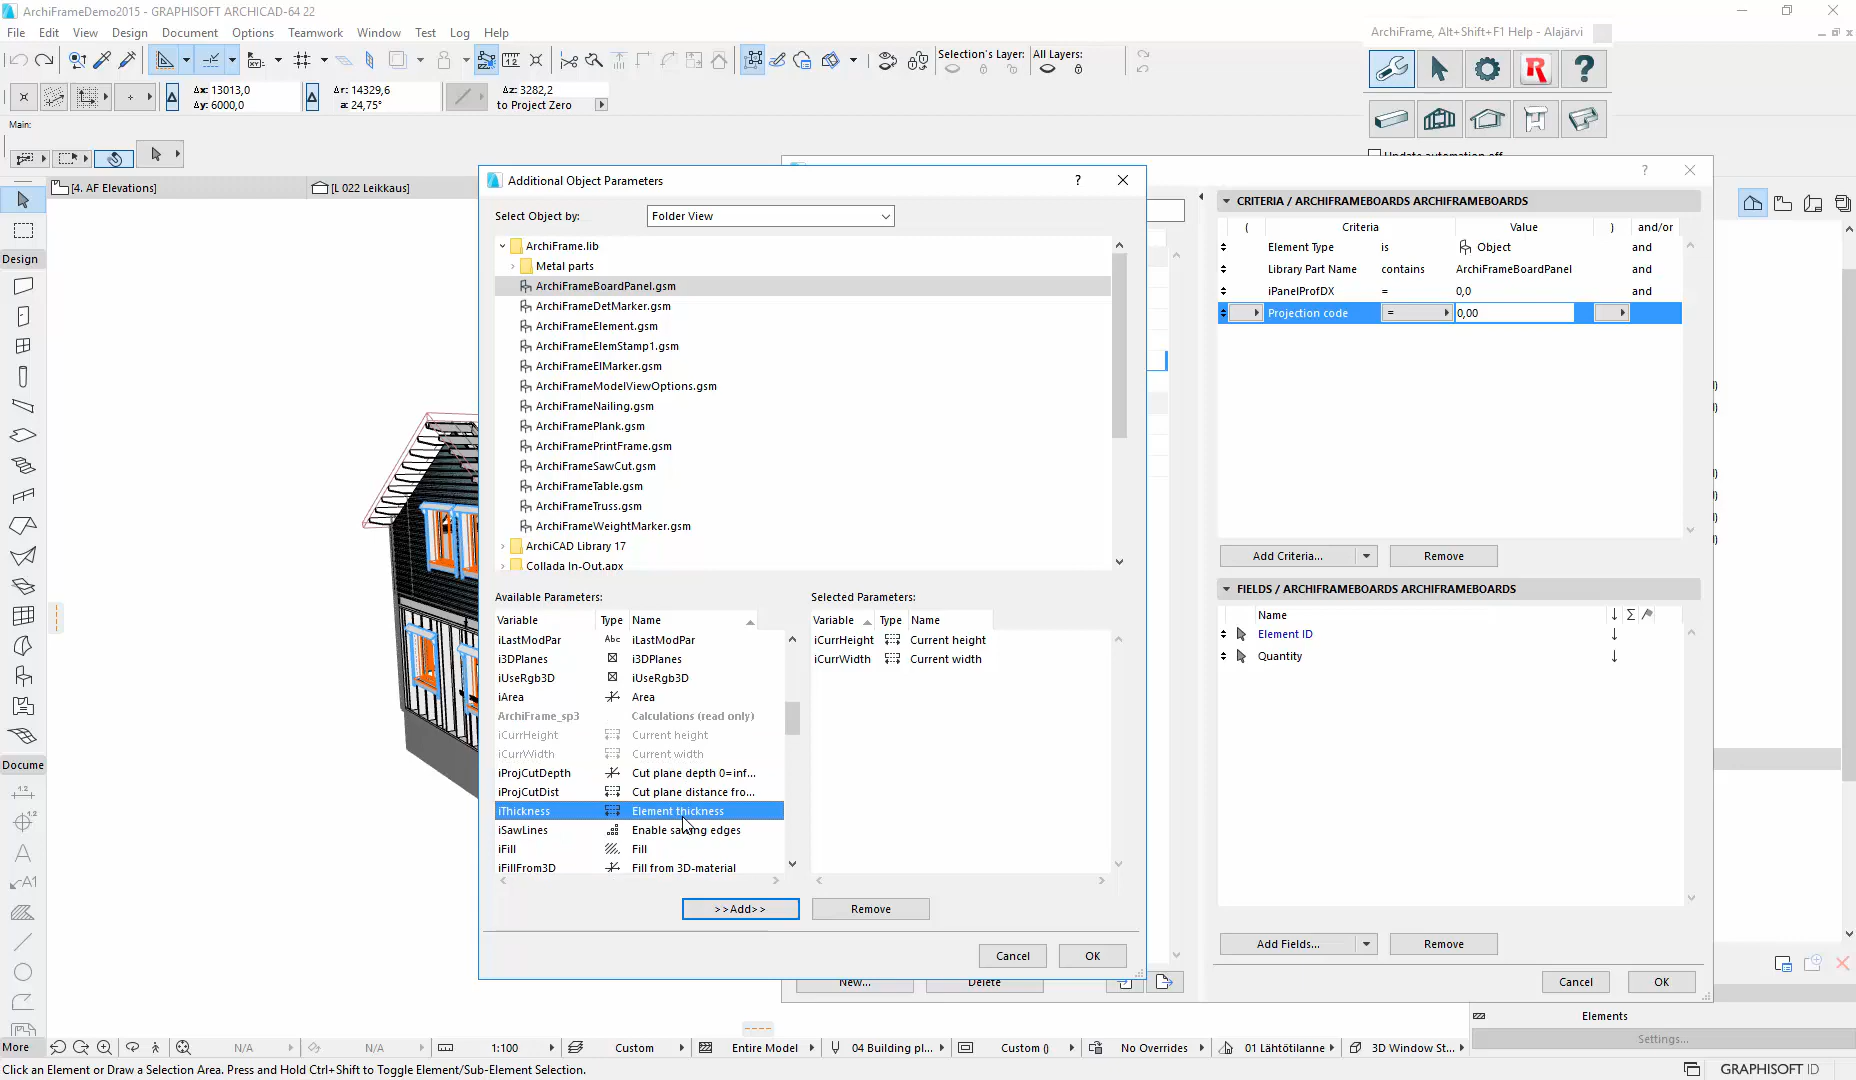 ArchiFrameDemo2015 - GRAPHISOFT ARCHICAD-64 22
File Edit View Design Document Options Teamwork Window Test Log Help
ArchiFrame, Alt+Shift+F1 Help - Alajärvi
Selection's Layer: All Layers:
Δx: 13013,0
Δy: 6000,0
Δr: 14329,6
a: 24,75°
Δz: 3282,2
to Project Zero
Main:
[4. AF Elevations]
[L 022 Leikkaus]
Design
Docume
More
Additional Object Parameters
?
Select Object by:
Folder View
ArchiFrame.lib
Metal parts
ArchiFrameBoardPanel.gsm
ArchiFrameDetMarker.gsm
ArchiFrameElement.gsm
ArchiFrameElemStamp1.gsm
ArchiFrameElMarker.gsm
ArchiFrameModelViewOptions.gsm
ArchiFrameNailing.gsm
ArchiFramePlank.gsm
ArchiFramePrintFrame.gsm
ArchiFrameSawCut.gsm
ArchiFrameTable.gsm
ArchiFrameTruss.gsm
ArchiFrameWeightMarker.gsm
ArchiCAD Library 17
Collada In-Out.apx
Available Parameters:
Variable Type Name
iLastModPar Abc iLastModPar
i3DPlanes i3DPlanes
iUseRgb3D iUseRgb3D
iArea Area
ArchiFrame_sp3 Calculations (read only)
iCurrHeight Current height
iCurrWidth Current width
iProjCutDepth Cut plane depth 0=inf...
iProjCutDist Cut plane distance fro...
iThickness Element thickness
iSawLines
iFill Fill
iFillFrom3D Fill from 3D-material
Selected Parameters:
Variable Type Name
iCurrHeight Current height
iCurrWidth Current width
>>Add>>
Remove
Cancel
OK
New...
Delete
?
CRITERIA / ARCHIFRAMEBOARDS ARCHIFRAMEBOARDS
( Criteria Value ) and/or
Element Type is Object and
Library Part Name contains ArchiFrameBoardPanel and
iPanelProfDX = 0,0 and
Projection code = 0,00
Add Criteria...
Remove
FIELDS / ARCHIFRAMEBOARDS ARCHIFRAMEBOARDS
Name
Element ID
Quantity
Add Fields...
Remove
Cancel
OK
Elements
Settings...
N/A
N/A
1:100
Custom
Entire Model
04 Building pl...
Custom ()
No Overrides
01 Lähtötilanne
3D Window St...
Click an Element or Draw a Selection Area. Press and Hold Ctrl+Shift to Toggle Element/Sub-Element Selection.
GRAPHISOFT ID